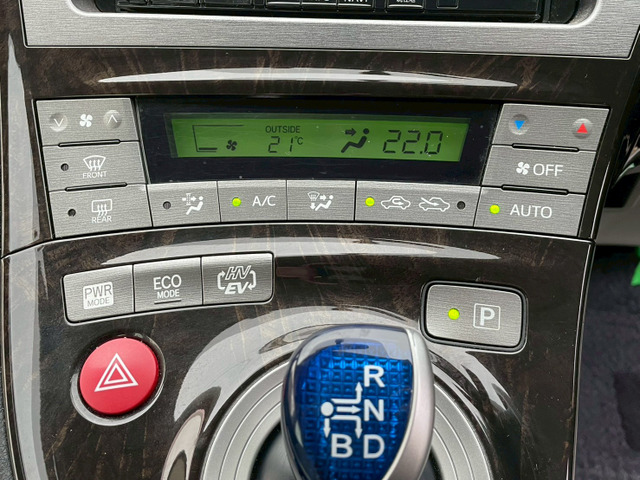 OUTSIDE
21°C
22.0
FRONT
OFF
REAR
A/C
AUTO
PWR
MODE
ECO
MODE
HV
EV
P
R
N
B D